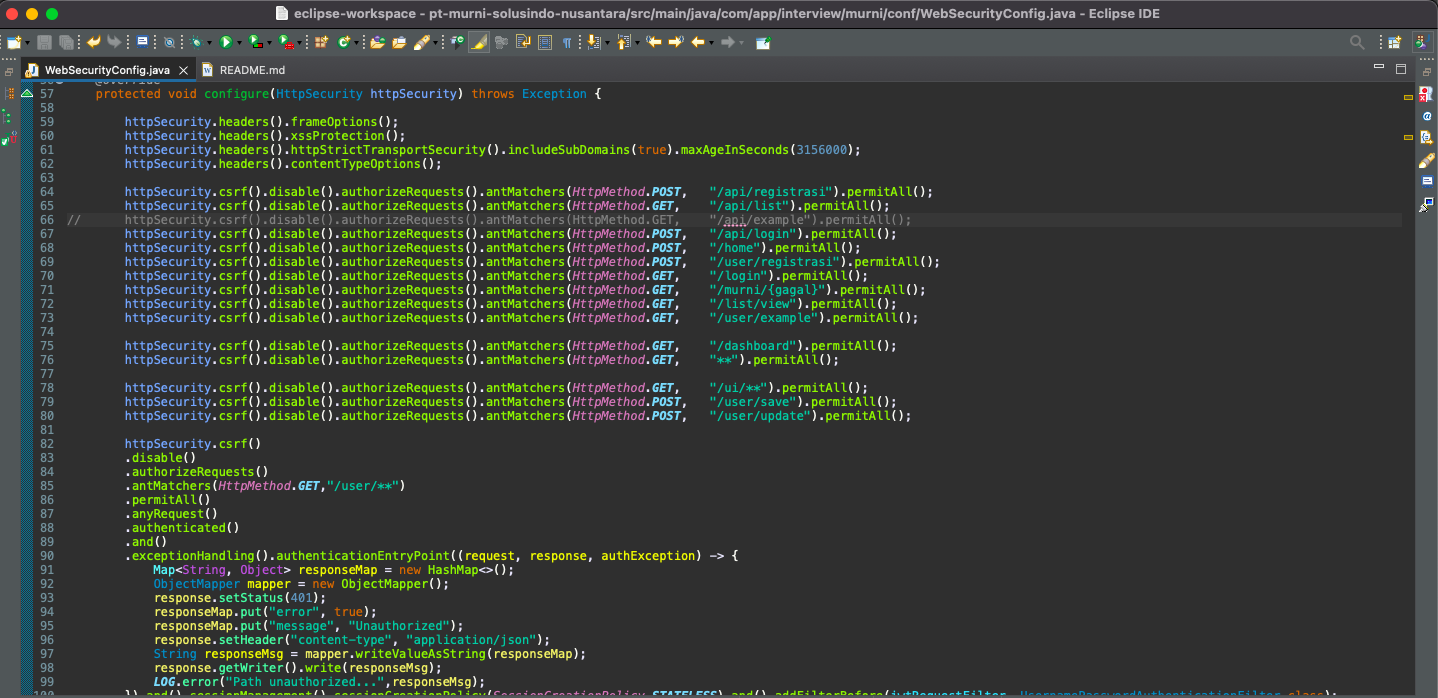 eclipse-workspace - pt-murni-solusindo-nusantara/src/main/java/com/app/interview/murni/conf/WebSecurityConfig.java - Eclipse IDE
WebSecurityConfig.java
README.md
57 protected void configure(HttpSecurity httpSecurity) throws Exception {
58
59 httpSecurity.headers().frameOptions();
60 httpSecurity.headers().xssProtection();
61 httpSecurity.headers().httpStrictTransportSecurity().includeSubDomains(true).maxAgeInSeconds(3156000);
62 httpSecurity.headers().contentTypeOptions();
63
64 httpSecurity.csrf().disable().authorizeRequests().antMatchers(HttpMethod.POST, "/api/registrasi").permitAll();
65 httpSecurity.csrf().disable().authorizeRequests().antMatchers(HttpMethod.GET, "/api/list").permitAll();
66 // httpSecurity.csrf().disable().authorizeRequests().antMatchers(HttpMethod.GET, "/api/example").permitAll();
67 httpSecurity.csrf().disable().authorizeRequests().antMatchers(HttpMethod.POST, "/api/login").permitAll();
68 httpSecurity.csrf().disable().authorizeRequests().antMatchers(HttpMethod.POST, "/home").permitAll();
69 httpSecurity.csrf().disable().authorizeRequests().antMatchers(HttpMethod.POST, "/user/registrasi").permitAll();
70 httpSecurity.csrf().disable().authorizeRequests().antMatchers(HttpMethod.GET, "/login").permitAll();
71 httpSecurity.csrf().disable().authorizeRequests().antMatchers(HttpMethod.GET, "/murni/{gagal}").permitAll();
72 httpSecurity.csrf().disable().authorizeRequests().antMatchers(HttpMethod.GET, "/list/view").permitAll();
73 httpSecurity.csrf().disable().authorizeRequests().antMatchers(HttpMethod.GET, "/user/example").permitAll();
74
75 httpSecurity.csrf().disable().authorizeRequests().antMatchers(HttpMethod.GET, "/dashboard").permitAll();
76 httpSecurity.csrf().disable().authorizeRequests().antMatchers(HttpMethod.GET, "**").permitAll();
77
78 httpSecurity.csrf().disable().authorizeRequests().antMatchers(HttpMethod.GET, "/ui/**").permitAll();
79 httpSecurity.csrf().disable().authorizeRequests().antMatchers(HttpMethod.POST, "/user/save").permitAll();
80 httpSecurity.csrf().disable().authorizeRequests().antMatchers(HttpMethod.POST, "/user/update").permitAll();
81
82 httpSecurity.csrf()
83 .disable()
84 .authorizeRequests()
85 .antMatchers(HttpMethod.GET,"/user/**")
86 .permitAll()
87 .anyRequest()
88 .authenticated()
89 .and()
90 .exceptionHandling().authenticationEntryPoint((request, response, authException) -> {
91 Map<String, Object> responseMap = new HashMap<>();
92 ObjectMapper mapper = new ObjectMapper();
93 response.setStatus(401);
94 responseMap.put("error", true);
95 responseMap.put("message", "Unauthorized");
96 response.setHeader("content-type", "application/json");
97 String responseMsg = mapper.writeValueAsString(responseMap);
98 response.getWriter().write(responseMsg);
99 LOG.error("Path unauthorized...",responseMsg);
100 }).and().sessionManagement().sessionCreationPolicy(SessionCreationPolicy.STATELESS).and().addFilterBefore(jwtRequestFilter, UsernamePasswordAuthenticationFilter.class);